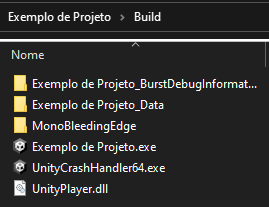 Exemplo de Projeto > Build
Nome
Exemplo de Projeto_BurstDebugInformat...
Exemplo de Projeto_Data
MonoBleedingEdge
Exemplo de Projeto.exe
UnityCrashHandler64.exe
UnityPlayer.dll